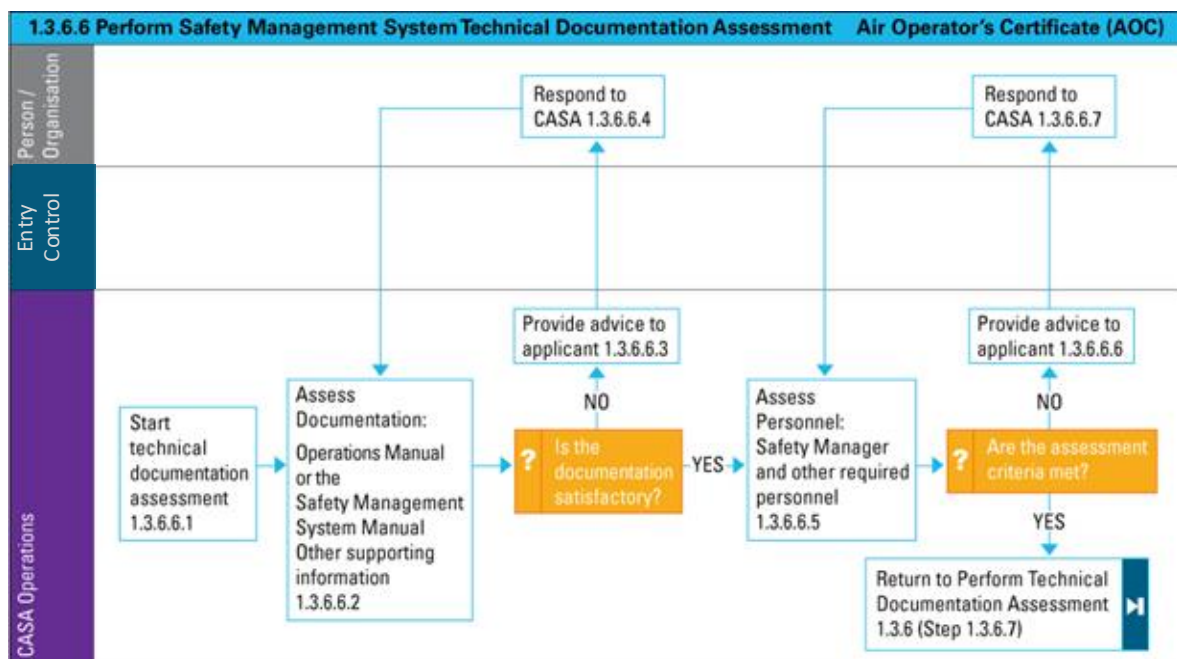 1.3.6.6 Perform Safety Management System Technical Documentation Assessment Air Operator's Certificate (AOC)
Person /
Organisation
Respond to
CASA 1.3.6.6.4
Respond to
CASA 1.3.6.6.7
Entry
Control
CASA Operations
Provide advice to
applicant 1.3.6.6.3
Provide advice to
applicant 1.3.6.6.6
Start
technical
documentation
assessment
1.3.6.6.1
Assess
Documentation:
Operations Manual
or the
Safety Management
System Manual
Other supporting
information
1.3.6.6.2
NO
?
Is the
documentation
satisfactory?
YES
Assess
Personnel:
Safety Manager
and other required
personnel
1.3.6.6.5
NO
?
Are the assessment
criteria met?
YES
Return to Perform Technical
Documentation Assessment
1.3.6 (Step 1.3.6.7)